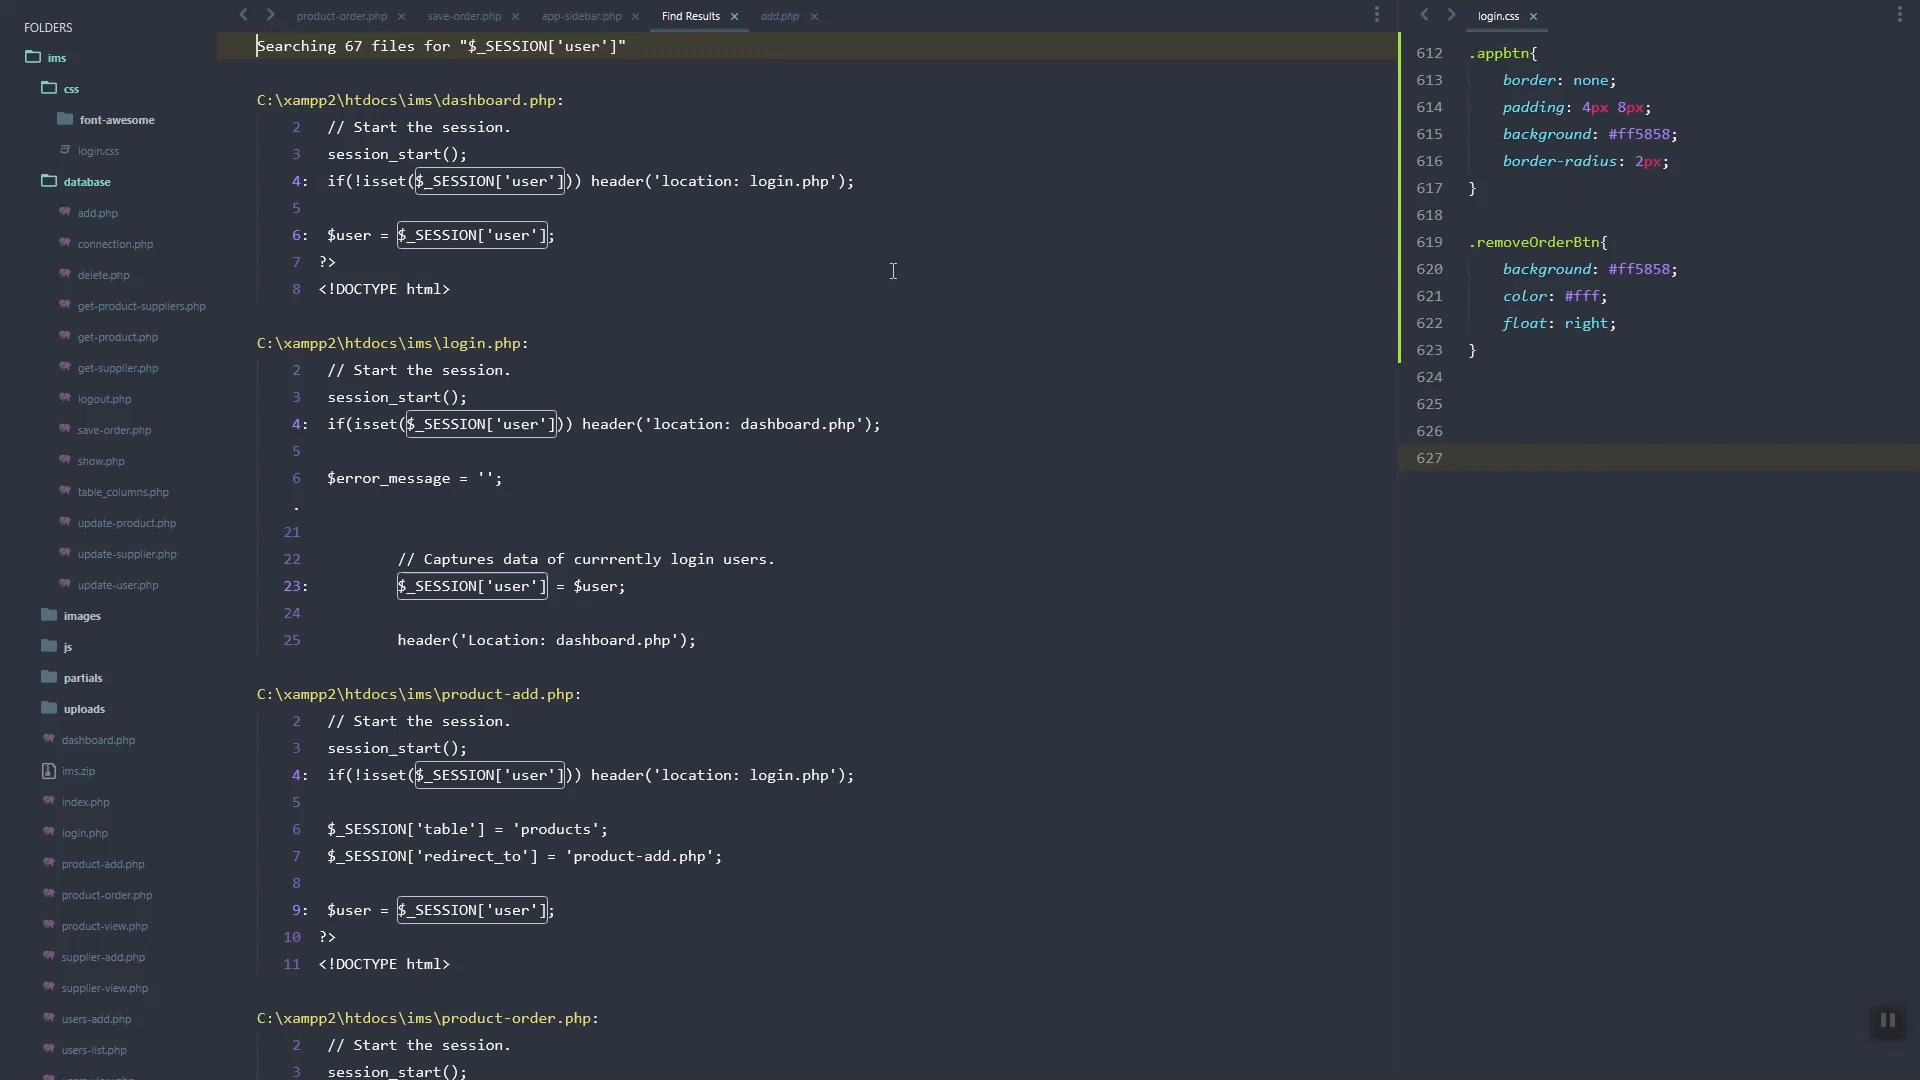 FOLDERS
ims
css
font-awesome
login.css
database
add.php
connection.php
delete.php
get-product-suppliers.php
get-product.php
get-supplier.php
logout.php
save-order.php
show.php
table_columns.php
update-product.php
update-supplier.php
update-user.php
images
js
partials
uploads
dashboard.php
ims.zip
index.php
login.php
product-add.php
product-order.php
product-view.php
supplier-add.php
supplier-view.php
users-add.php
users-list.php
product-order.php save-order.php app-sidebar.php Find Results add.php
Searching 67 files for "$_SESSION['user']"
C:\xampp2\htdocs\ims\dashboard.php:
2 // Start the session.
3 session_start();
4: if(!isset($_SESSION['user'])) header('location: login.php');
5
6: $user = $_SESSION['user'];
7 ?>
8 <!DOCTYPE html>
C:\xampp2\htdocs\ims\login.php:
2 // Start the session.
3 session_start();
4: if(isset($_SESSION['user'])) header('location: dashboard.php');
5
6 $error_message = '';
.
21
22 // Captures data of currrently login users.
23: $_SESSION['user'] = $user;
24
25 header('Location: dashboard.php');
C:\xampp2\htdocs\ims\product-add.php:
2 // Start the session.
3 session_start();
4: if(!isset($_SESSION['user'])) header('location: login.php');
5
6 $_SESSION['table'] = 'products';
7 $_SESSION['redirect_to'] = 'product-add.php';
8
9: $user = $_SESSION['user'];
10 ?>
11 <!DOCTYPE html>
C:\xampp2\htdocs\ims\product-order.php:
2 // Start the session.
3 session_start();
login.css
612 .appbtn{
613 border: none;
614 padding: 4px 8px;
615 background: #ff5858;
616 border-radius: 2px;
617 }
618
619 .removeOrderBtn{
620 background: #ff5858;
621 color: #fff;
622 float: right;
623 }
624
625
626
627